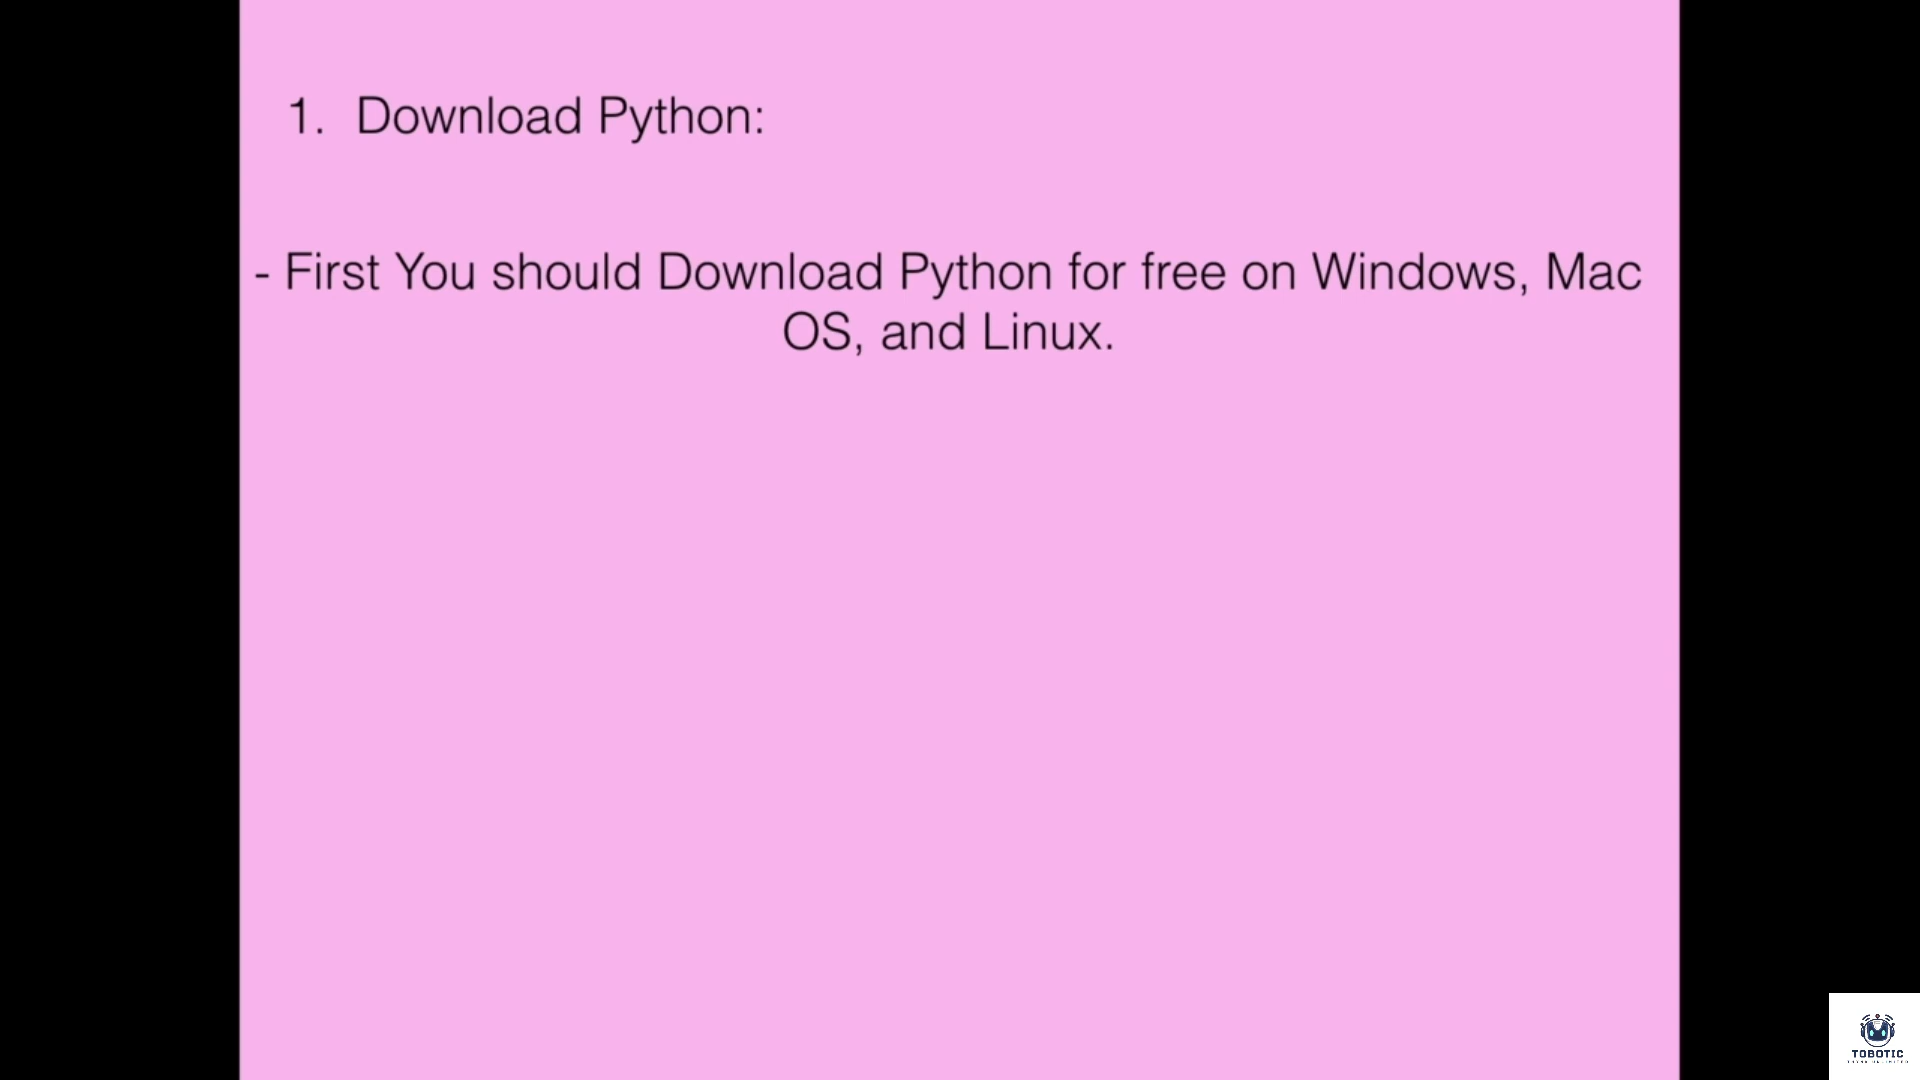 1. Download Python:
- First You should Download Python for free on Windows, Mac
OS, and Linux.
TOBOTIC